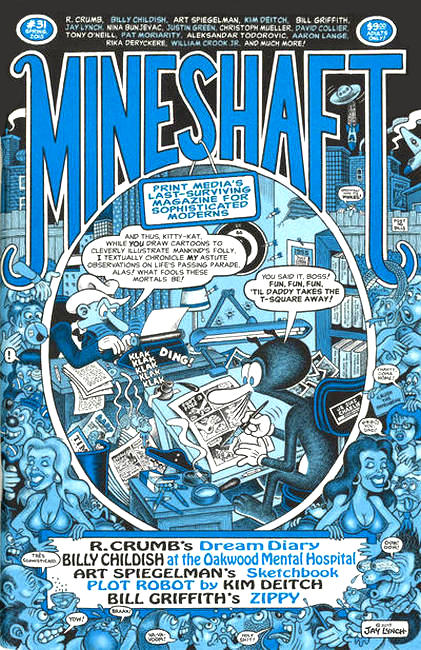 #31
SPRING
2015
R. CRUMB, BILLY CHILDISH, ART SPIEGELMAN, KIM DEITCH, BILL GRIFFITH,
JAY LYNCH, NINA BUNJEVAC, JUSTIN GREEN, CHRISTOPH MUELLER, DAVID COLLIER,
TONY O'NEILL, PAT MORIARITY, ALEKSANDAR TODOROVIC, AARON LANGE,
RIKA DERYCKERE, WILLIAM CROOK JR. AND MUCH MORE!
$9.00
ADULTS
ONLY!
MINESHAFT
PRINT MEDIA'S
LAST-SURVIVING
MAGAZINE FOR
SOPHISTICATED
MODERNS
AND THUS, KITTY-KAT,
WHILE YOU DRAW CARTOONS TO
CLEVERLY ILLUSTRATE MANKIND'S FOLLY,
I TEXTUALLY CHRONICLE MY ASTUTE
OBSERVATIONS ON LIFE'S PASSING PARADE,
ALAS! WHAT FOOLS THESE
MORTALS BE!
YOU SAID IT, BOSS!
FUN, FUN, FUN,
'TIL DADDY TAKES THE
T-SQUARE AWAY!
KLAK
KLAK
KLAK
KLAK
KLAK
DING!
!
TRÈS
R. CRUMB's Dream Diary
BILLY CHILDISH at the Oakwood Mental Hospital
ART SPIEGELMAN's Sketchbook
PLOT ROBOT by KIM DEITCH
BILL GRIFFITH's ZIPPY
OOH!
OOH!
YOW!
BRAAK!
VA-VA-
VOOM!
HOLY
SHIT!
JAY LYNCH